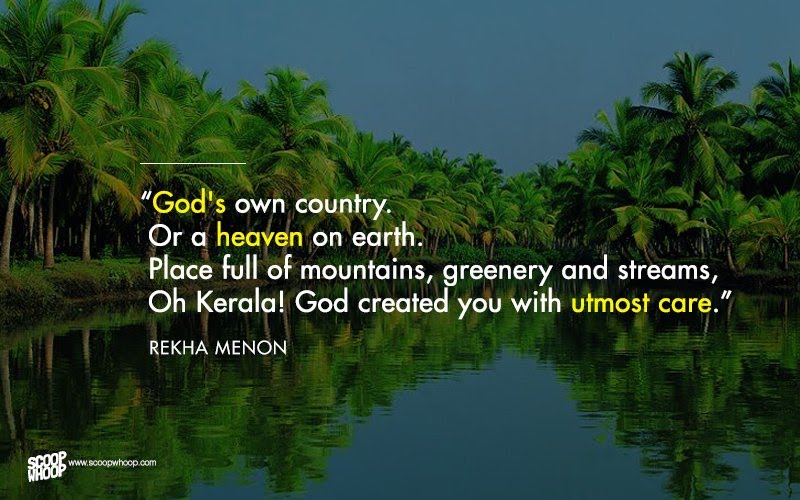 “God's own country.
Or a heaven on earth.
Place full of mountains, greenery and streams,
Oh Kerala! God created you with utmost care.”
REKHA MENON
SCOOP
WHOOP
www.scoopwhoop.com